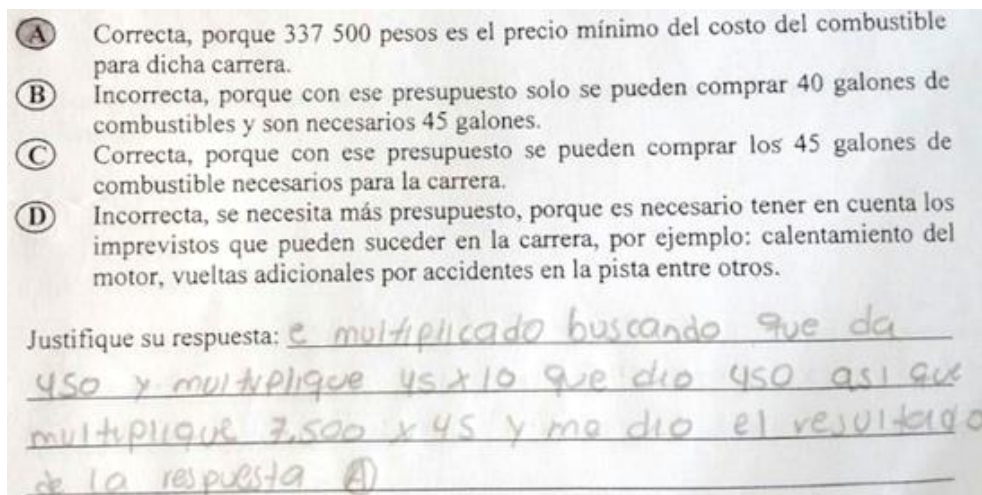 A Correcta, porque 337 500 pesos es el precio mínimo del costo del combustible
para dicha carrera.
B Incorrecta, porque con ese presupuesto solo se pueden comprar 40 galones de
combustibles y son necesarios 45 galones.
C Correcta, porque con ese presupuesto se pueden comprar los 45 galones de
combustible necesarios para la carrera.
D Incorrecta, se necesita más presupuesto, porque es necesario tener en cuenta los
imprevistos que pueden suceder en la carrera, por ejemplo: calentamiento del
motor, vueltas adicionales por accidentes en la pista entre otros.
Justifique su respuesta: e multiplicado buscando que da
450 y multiplique 45 x 10 que dio 450 asi que
multiplique 7.500 x 45 y me dio el resultado
de la respuesta A